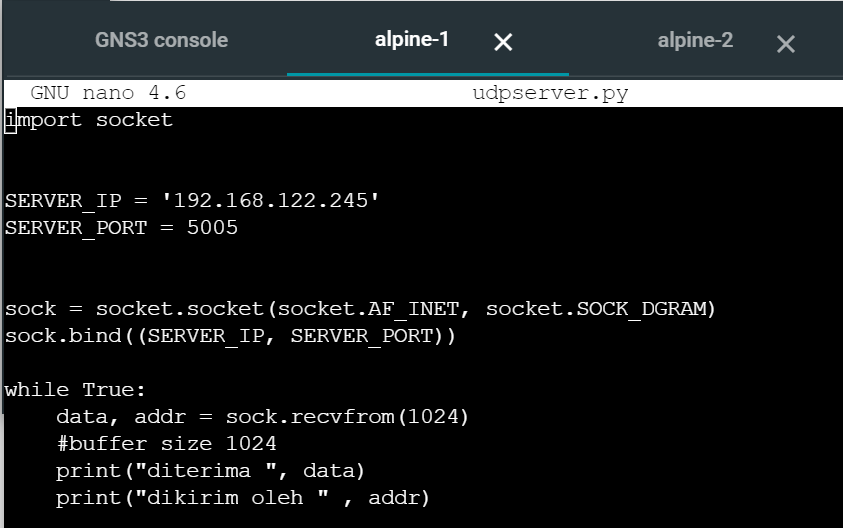 GNS3 console alpine-1 × alpine-2 ×
GNU nano 4.6 udpserver.py
import socket
SERVER_IP = '192.168.122.245'
SERVER_PORT = 5005
sock = socket.socket(socket.AF_INET, socket.SOCK_DGRAM)
sock.bind((SERVER_IP, SERVER_PORT))
while True:
    data, addr = sock.recvfrom(1024)
    #buffer size 1024
    print("diterima ", data)
    print("dikirim oleh " , addr)